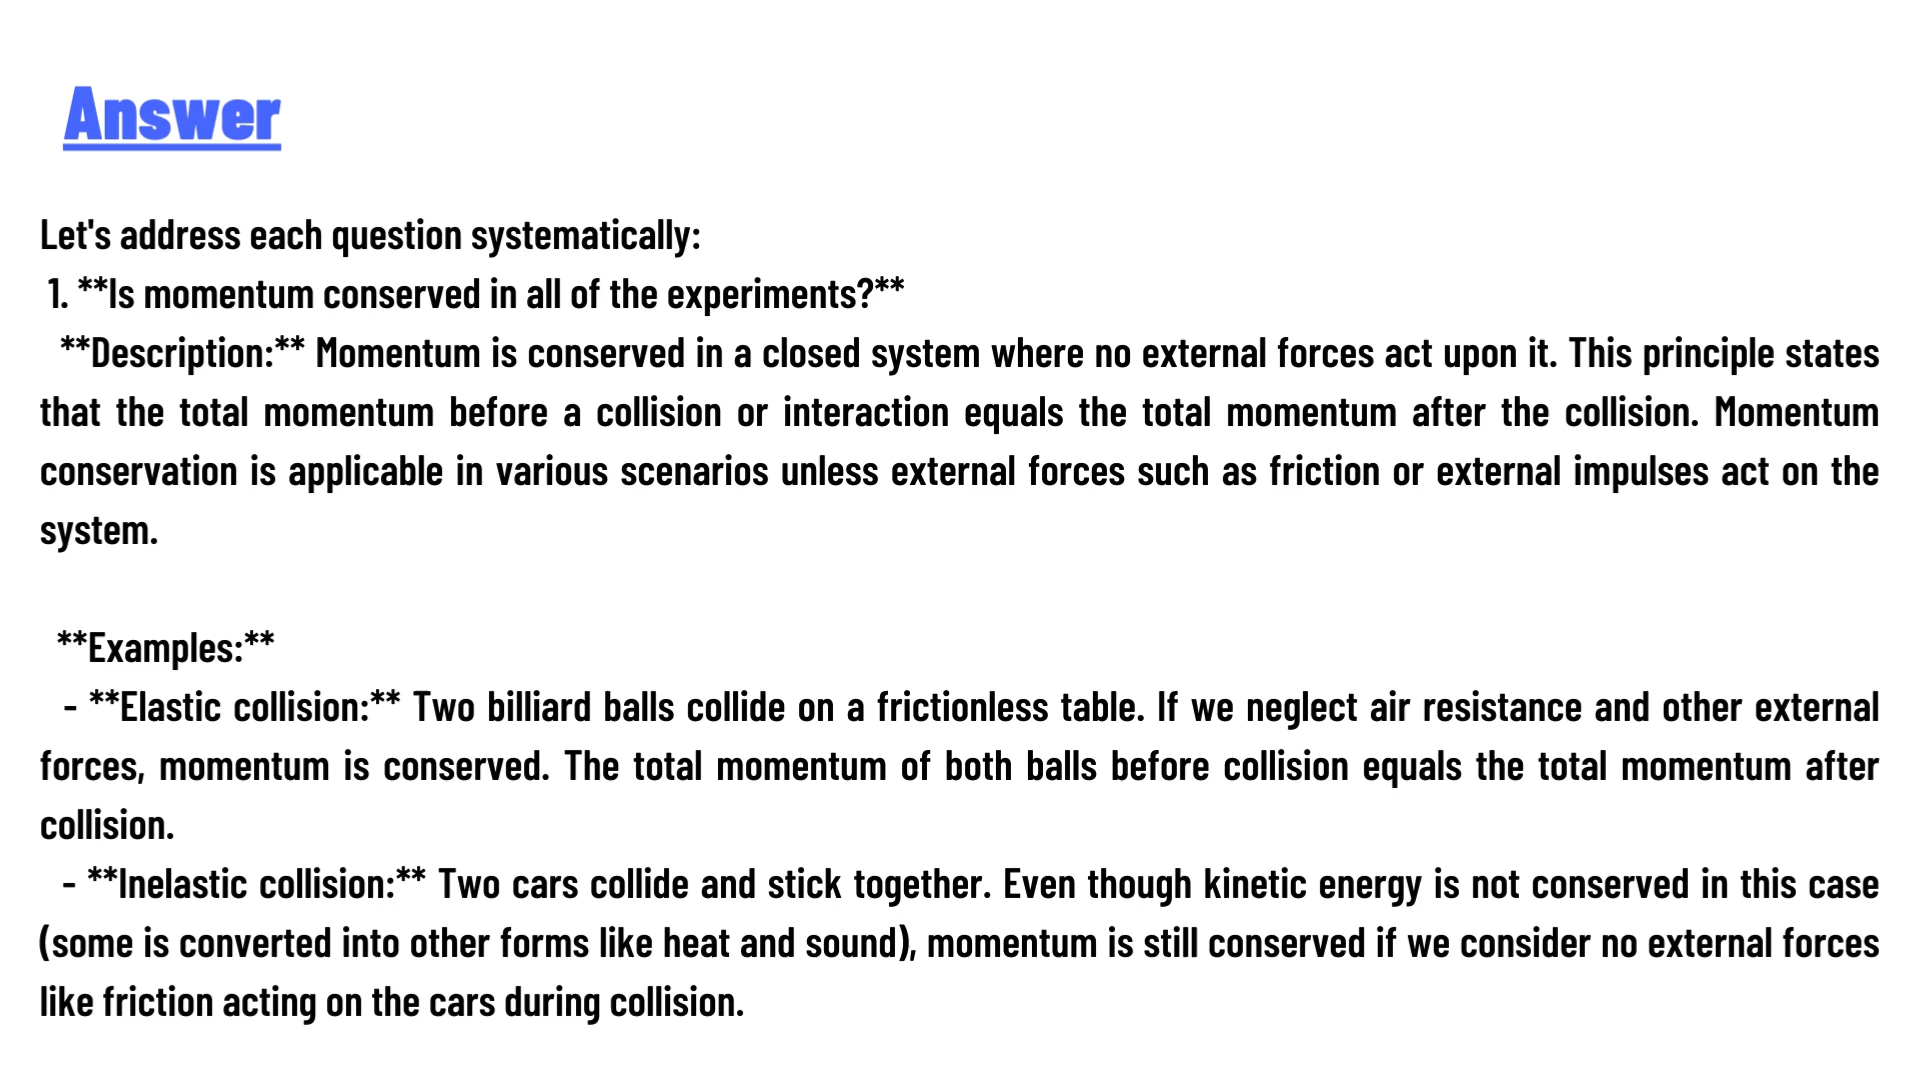 Answer
Let's address each question systematically:
1. **Is momentum conserved in all of the experiments?**
**Description:** Momentum is conserved in a closed system where no external forces act upon it. This principle states
that the total momentum before a collision or interaction equals the total momentum after the collision. Momentum
conservation is applicable in various scenarios unless external forces such as friction or external impulses act on the
system.
**Examples:**
- **Elastic collision:** Two billiard balls collide on a frictionless table. If we neglect air resistance and other external
forces, momentum is conserved. The total momentum of both balls before collision equals the total momentum after
collision.
- **Inelastic collision:** Two cars collide and stick together. Even though kinetic energy is not conserved in this case
(some is converted into other forms like heat and sound), momentum is still conserved if we consider no external forces
like friction acting on the cars during collision.